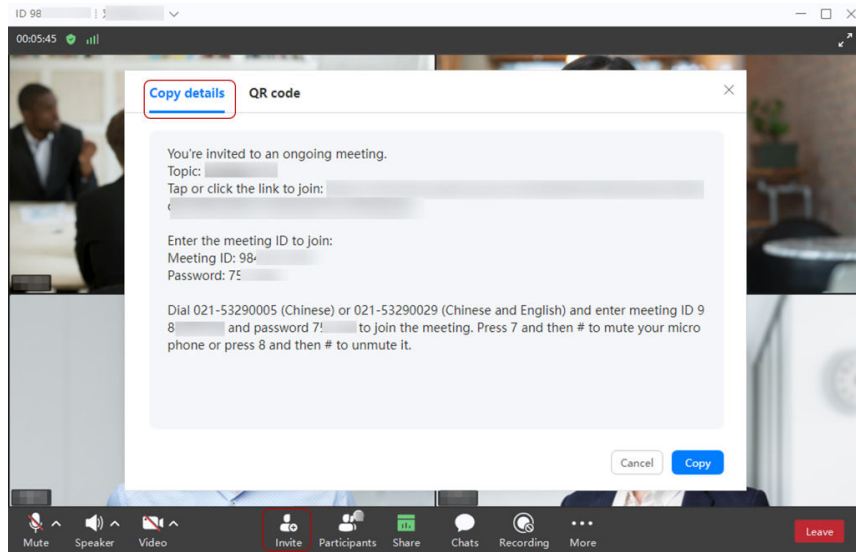 ID 98
00:05:45
Copy details
QR code
You're invited to an ongoing meeting.
Topic:
Tap or click the link to join:
Enter the meeting ID to join:
Meeting ID: 984
Password: 75
Dial 021-53290005 (Chinese) or 021-53290029 (Chinese and English) and enter meeting ID 9
8 and password 75 to join the meeting. Press 7 and then # to mute your micro
phone or press 8 and then # to unmute it.
Cancel Copy
Mute Speaker Video Invite Participants Share Chats Recording More Leave